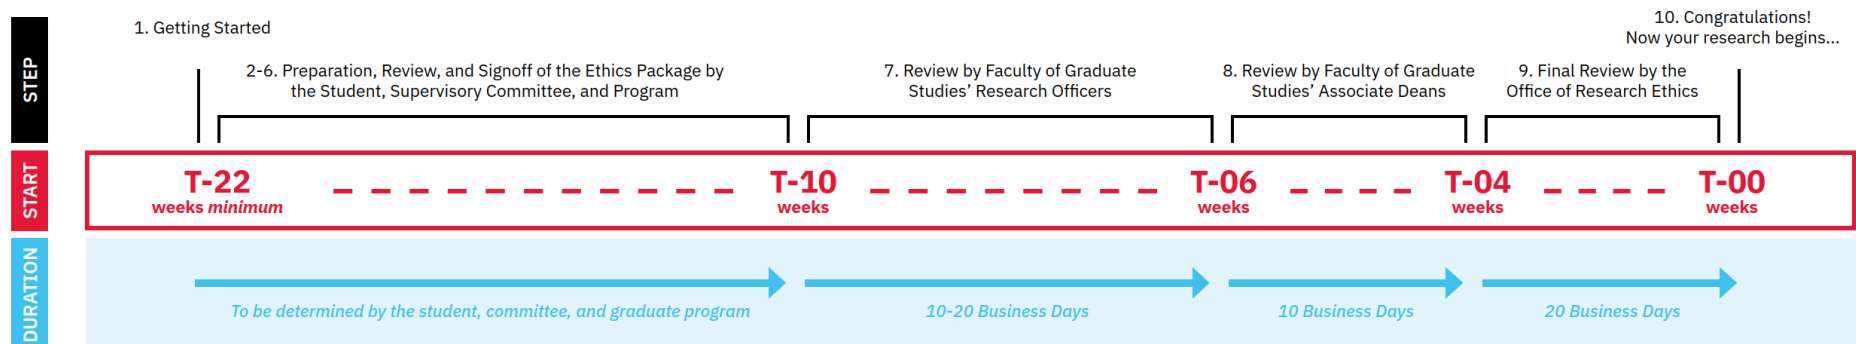 STEP
1. Getting Started
2-6. Preparation, Review, and Signoff of the Ethics Package by
the Student, Supervisory Committee, and Program
7. Review by Faculty of Graduate
Studies’ Research Officers
8. Review by Faculty of Graduate
Studies’ Associate Deans
9. Final Review by the
Office of Research Ethics
10. Congratulations!
Now your research begins...
START
T-22
weeks minimum
T-10
weeks
T-06
weeks
T-04
weeks
T-00
weeks
DURATION
To be determined by the student, committee, and graduate program
10-20 Business Days
10 Business Days
20 Business Days